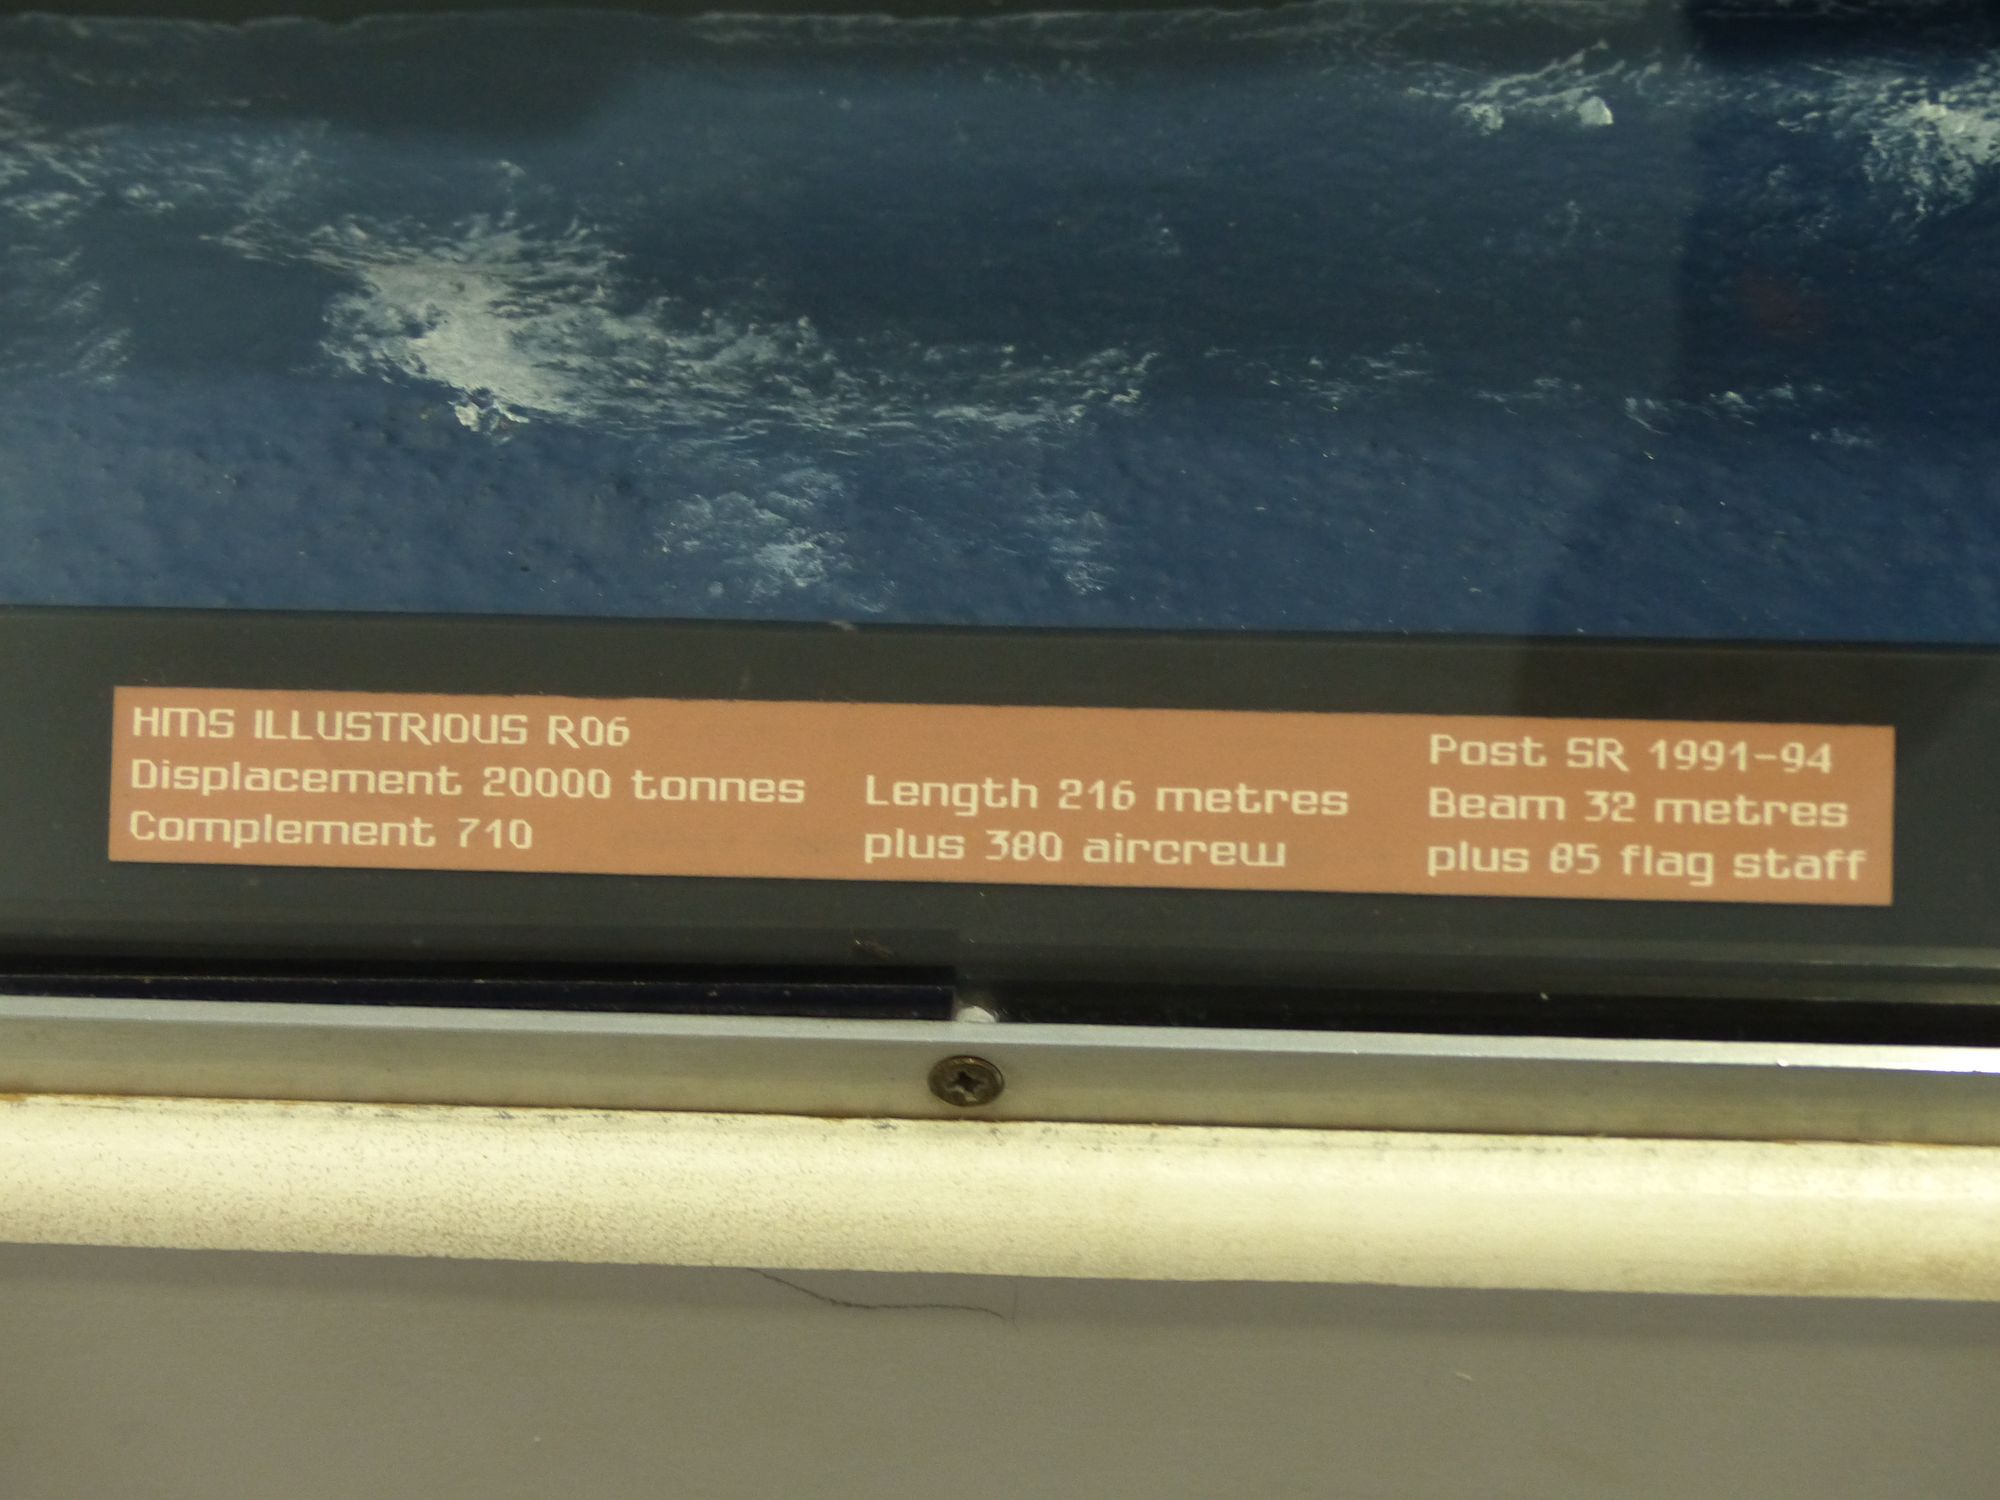 HMS ILLUSTRIOUS R06 Post SR 1991-94
Displacement 20000 tonnes Length 216 metres Beam 32 metres
Complement 710 plus 380 aircrew plus 85 flag staff